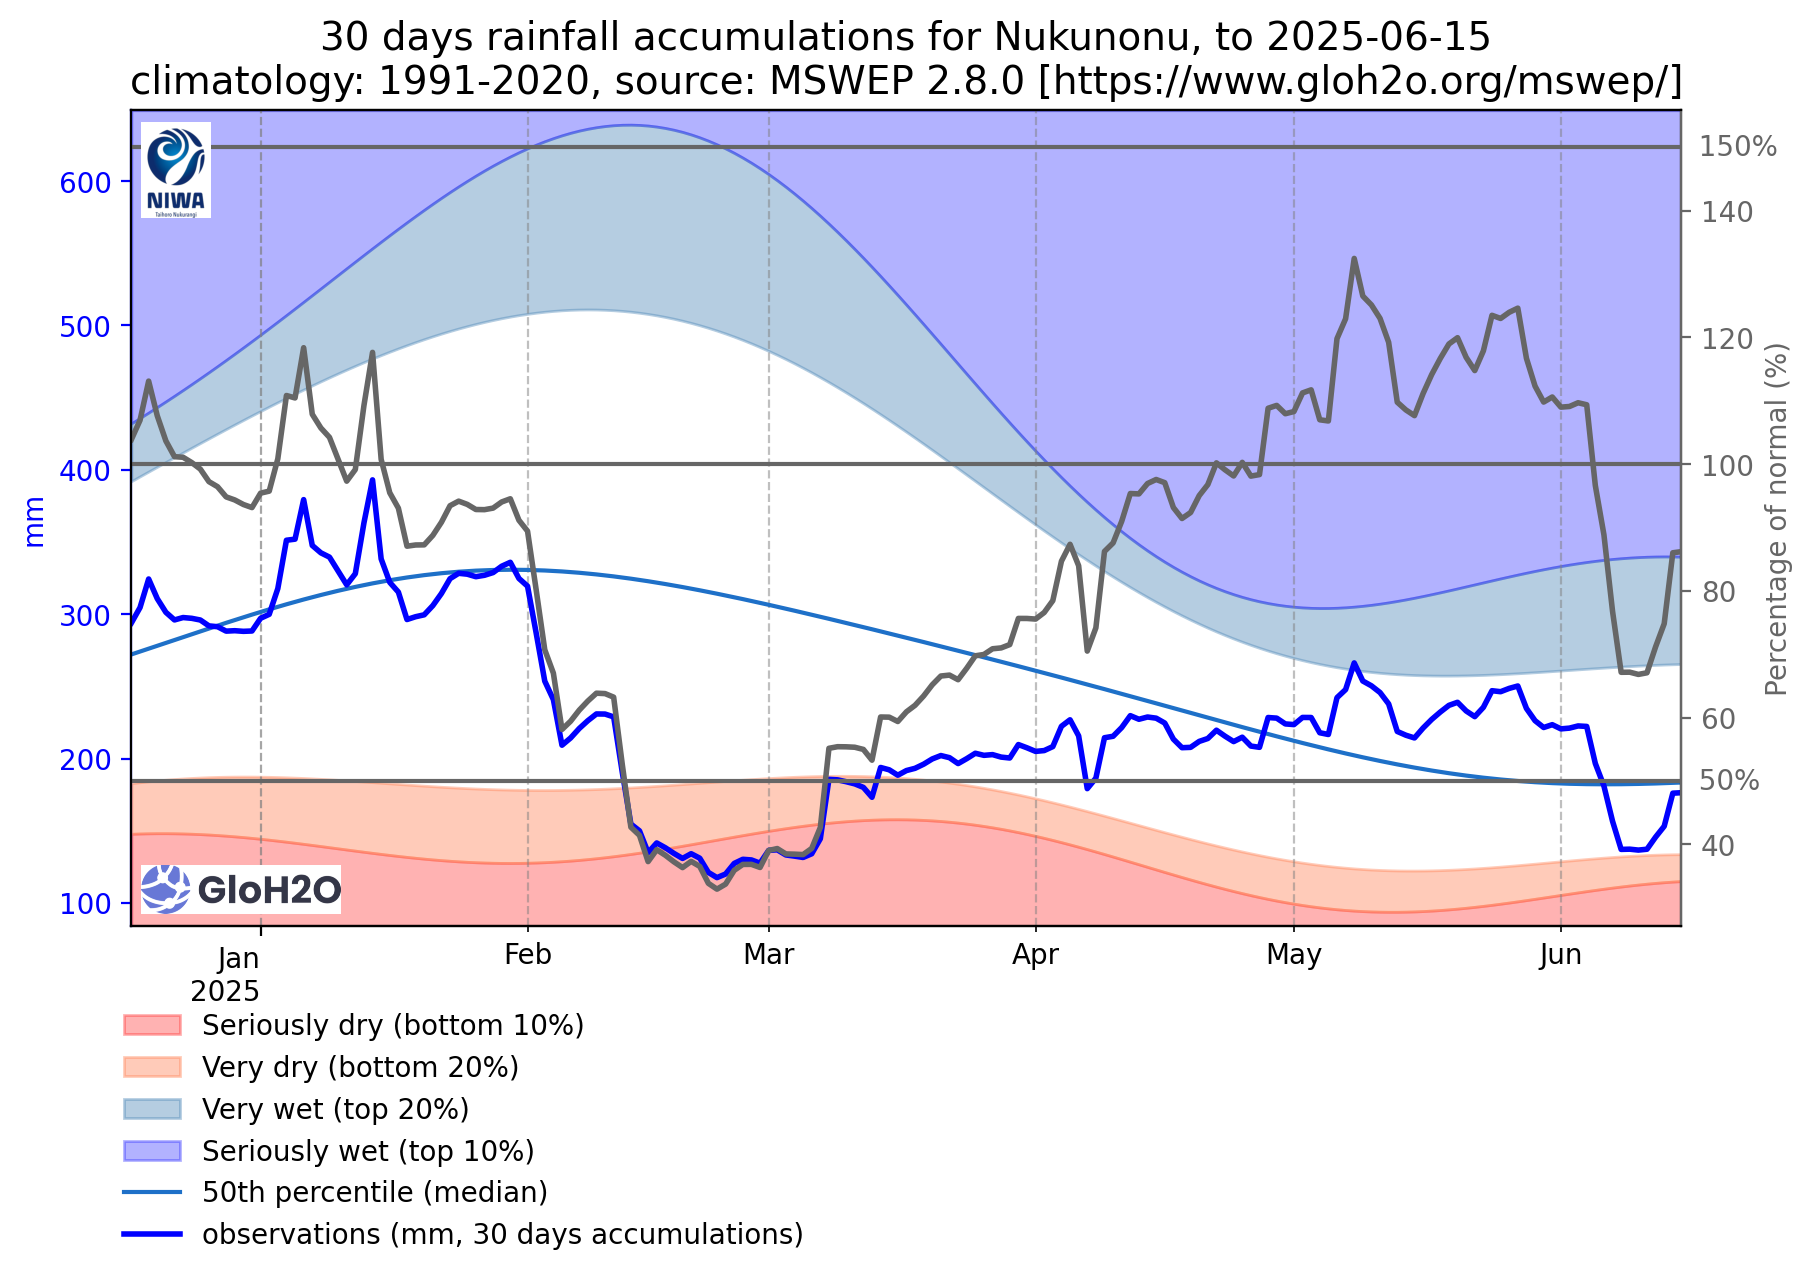 30 days rainfall accumulations for Nukunonu, to 2025-06-15
climatology: 1991-2020, source: MSWEP 2.8.0 [https://www.gloh2o.org/mswep/]
NIWA
Taihoro Nukurangi
600
500
400
300
200
100
mm
150%
140
120
100
80
60
50%
40
Percentage of normal (%)
GloH2O
Jan
2025
Feb
Mar
Apr
May
Jun
Seriously dry (bottom 10%)
Very dry (bottom 20%)
Very wet (top 20%)
Seriously wet (top 10%)
50th percentile (median)
observations (mm, 30 days accumulations)